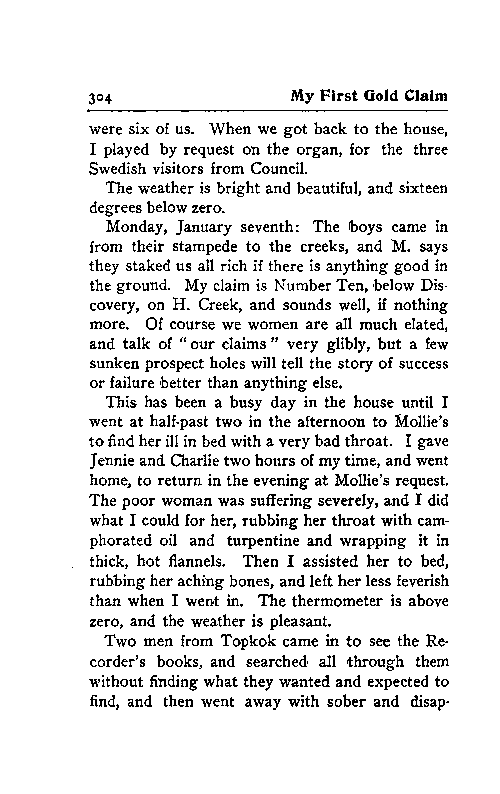 304 My First Gold Claim
were six of us. When we got back to the house,
I played by request on the organ, for the three
Swedish visitors from Council.
The weather is bright and beautiful, and sixteen
degrees below zero.
Monday, January seventh: The boys came in
from their stampede to the creeks, and M. says
they staked us all rich if there is anything good in
the ground. My claim is Number Ten, below Dis-
covery, on H. Creek, and sounds well, if nothing
more. Of course we women are all much elated,
and talk of "our claims" very glibly, but a few
sunken prospect holes will tell the story of success
or failure better than anything else.
This has been a busy day in the house until I
went at half-past two in the afternoon to Mollie's
to find her ill in bed with a very bad throat. I gave
Jennie and Charlie two hours of my time, and went
home, to return in the evening at Mollie's request.
The poor woman was suffering severely, and I did
what I could for her, rubbing her throat with cam-
phorated oil and turpentine and wrapping it in
thick, hot flannels. Then I assisted her to bed,
rubbing her aching bones, and left her less feverish
than when I went in. The thermometer is above
zero, and the weather is pleasant.
Two men from Topkok came in to see the Re-
corder's books, and searched all through them
without finding what they wanted and expected to
find, and then went away with sober and disap-